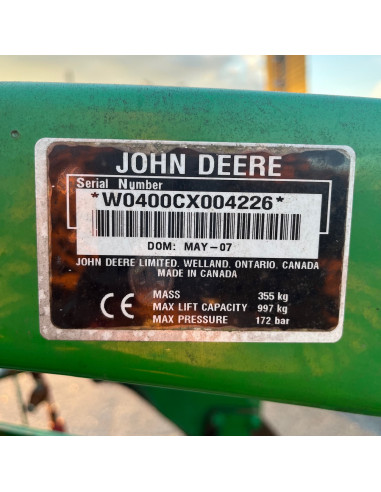 JOHN DEERE
Serial Number
*W0400CX004226*
DOM: MAY-07
JOHN DEERE LIMITED, WELLAND, ONTARIO, CANADA
MADE IN CANADA
CE
MASS 355 kg
MAX LIFT CAPACITY 997 kg
MAX PRESSURE 172 bar